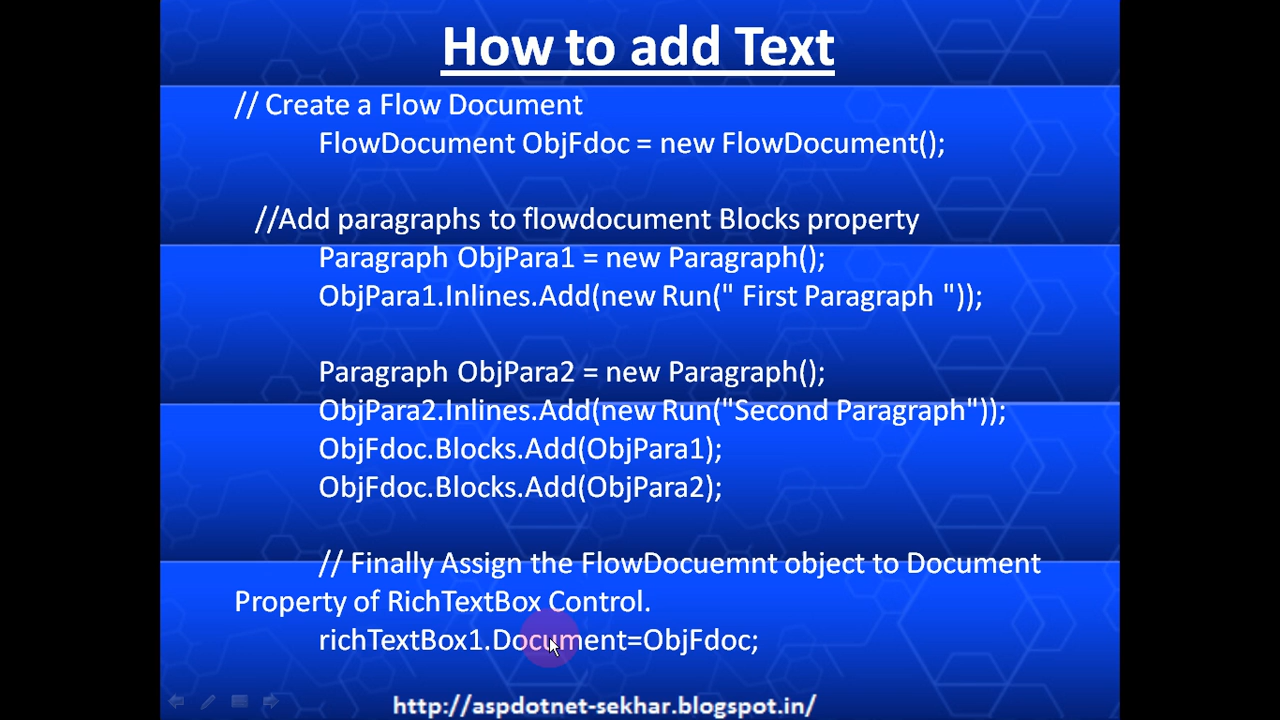 How to add Text
// Create a Flow Document
FlowDocument ObjFdoc = new FlowDocument();
//Add paragraphs to flowdocument Blocks property
Paragraph ObjPara1 = new Paragraph();
ObjPara1.Inlines.Add(new Run(" First Paragraph "));
Paragraph ObjPara2 = new Paragraph();
ObjPara2.Inlines.Add(new Run("Second Paragraph"));
ObjFdoc.Blocks.Add(ObjPara1);
ObjFdoc.Blocks.Add(ObjPara2);
// Finally Assign the FlowDocuemnt object to Document
Property of RichTextBox Control.
richTextBox1.Document=ObjFdoc;
http://aspdotnet-sekhar.blogspot.in/